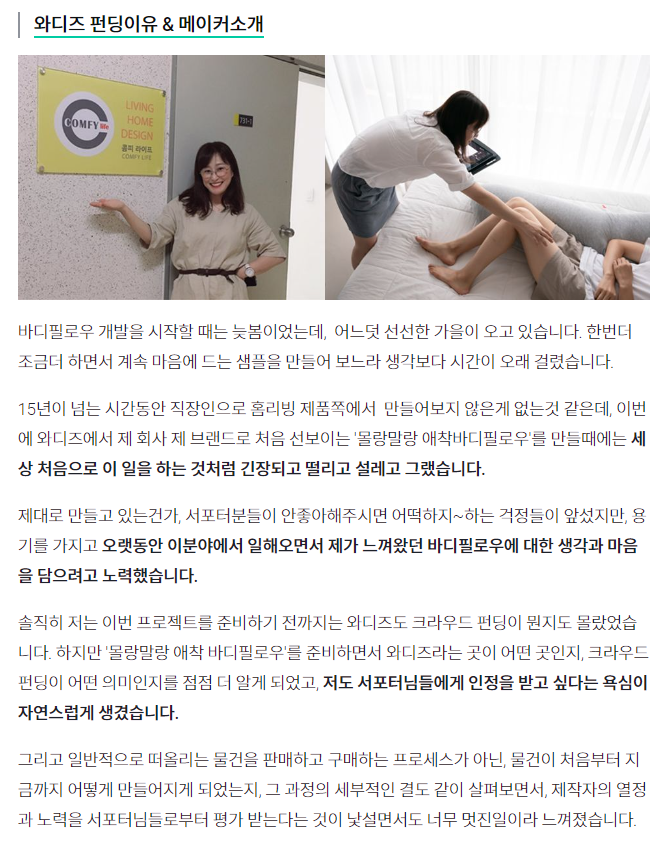 와디즈 펀딩이유 & 메이커소개
COMFY life
LIVING
HOME
DESIGN
콤피 라이프
COMFY LIFE
731-1
바디필로우 개발을 시작할 때는 늦봄이었는데, 어느덧 선선한 가을이 오고 있습니다. 한번더
조금더 하면서 계속 마음에 드는 샘플을 만들어 보느라 생각보다 시간이 오래 걸렸습니다.
15년이 넘는 시간동안 직장인으로 홈리빙 제품쪽에서 만들어보지 않은게 없는것 같은데, 이번
에 와디즈에서 제 회사 제 브랜드로 처음 선보이는 '몰랑말랑 애착바디필로우'를 만들때에는 세
상 처음으로 이 일을 하는 것처럼 긴장되고 떨리고 설레고 그랬습니다.
제대로 만들고 있는건가, 서포터분들이 안좋아해주시면 어떡하지~하는 걱정들이 앞섰지만, 용
기를 가지고 오랫동안 이분야에서 일해오면서 제가 느껴왔던 바디필로우에 대한 생각과 마음
을 담으려고 노력했습니다.
솔직히 저는 이번 프로젝트를 준비하기 전까지는 와디즈도 크라우드 펀딩이 뭔지도 몰랐었습
니다. 하지만 '몰랑말랑 애착 바디필로우'를 준비하면서 와디즈라는 곳이 어떤 곳인지, 크라우드
펀딩이 어떤 의미인지를 점점 더 알게 되었고, 저도 서포터님들에게 인정을 받고 싶다는 욕심이
자연스럽게 생겼습니다.
그리고 일반적으로 떠올리는 물건을 판매하고 구매하는 프로세스가 아닌, 물건이 처음부터 지
금까지 어떻게 만들어지게 되었는지, 그 과정의 세부적인 결도 같이 살펴보면서, 제작자의 열정
과 노력을 서포터님들로부터 평가 받는다는 것이 낯설면서도 너무 멋진일이라 느껴졌습니다.